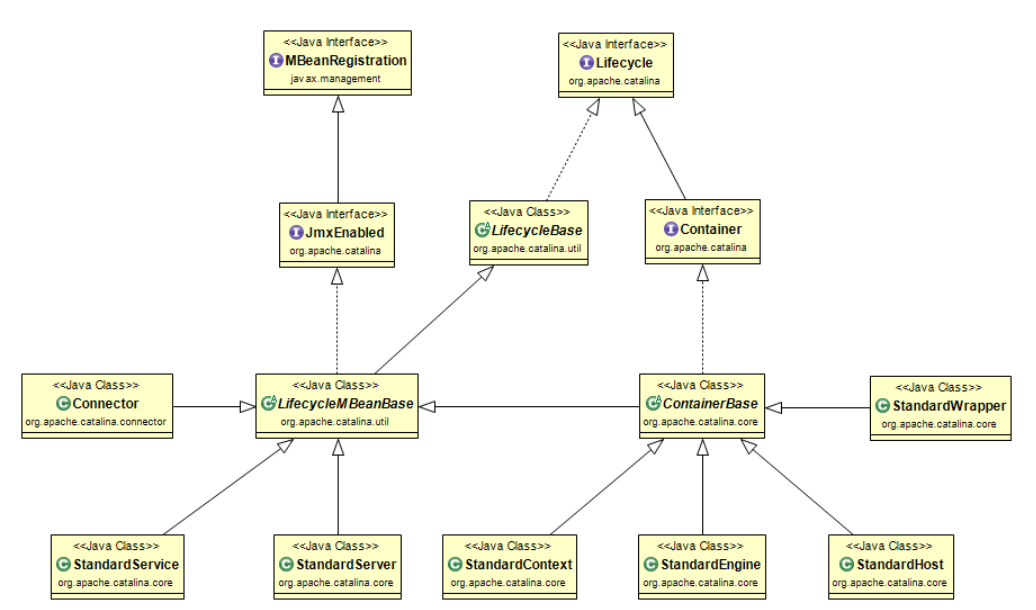 <<Java Interface>>
MBeanRegistration
javax.management
<<Java Interface>>
Lifecycle
org.apache.catalina
<<Java Interface>>
JmxEnabled
org.apache.catalina
<<Java Class>>
LifecycleBase
org.apache.catalina.util
<<Java Interface>>
Container
org.apache.catalina
<<Java Class>>
Connector
org.apache.catalina.connector
<<Java Class>>
LifecycleMBeanBase
org.apache.catalina.util
<<Java Class>>
ContainerBase
org.apache.catalina.core
<<Java Class>>
StandardWrapper
org.apache.catalina.core
<<Java Class>>
StandardService
org.apache.catalina.core
<<Java Class>>
StandardServer
org.apache.catalina.core
<<Java Class>>
StandardContext
org.apache.catalina.core
<<Java Class>>
StandardEngine
org.apache.catalina.core
<<Java Class>>
StandardHost
org.apache.catalina.core